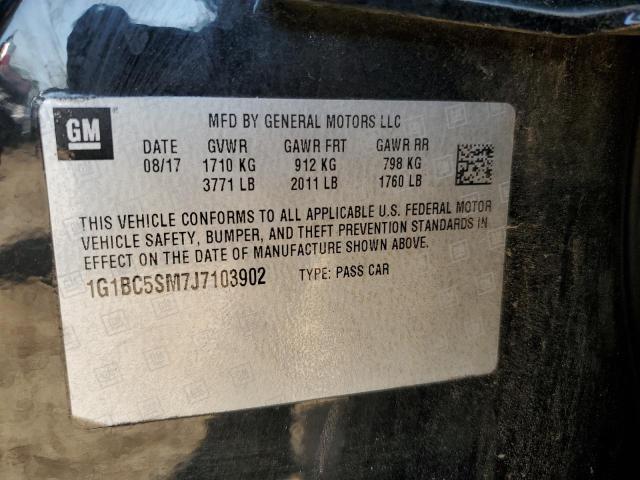 GM
MFD BY GENERAL MOTORS LLC
DATE GVWR GAWR FRT GAWR RR
08/17 1710 KG 912 KG 798 KG
3771 LB 2011 LB 1760 LB
THIS VEHICLE CONFORMS TO ALL APPLICABLE U.S. FEDERAL MOTOR
VEHICLE SAFETY, BUMPER, AND THEFT PREVENTION STANDARDS IN
EFFECT ON THE DATE OF MANUFACTURE SHOWN ABOVE.
1G1BC5SM7J7103902 TYPE: PASS CAR